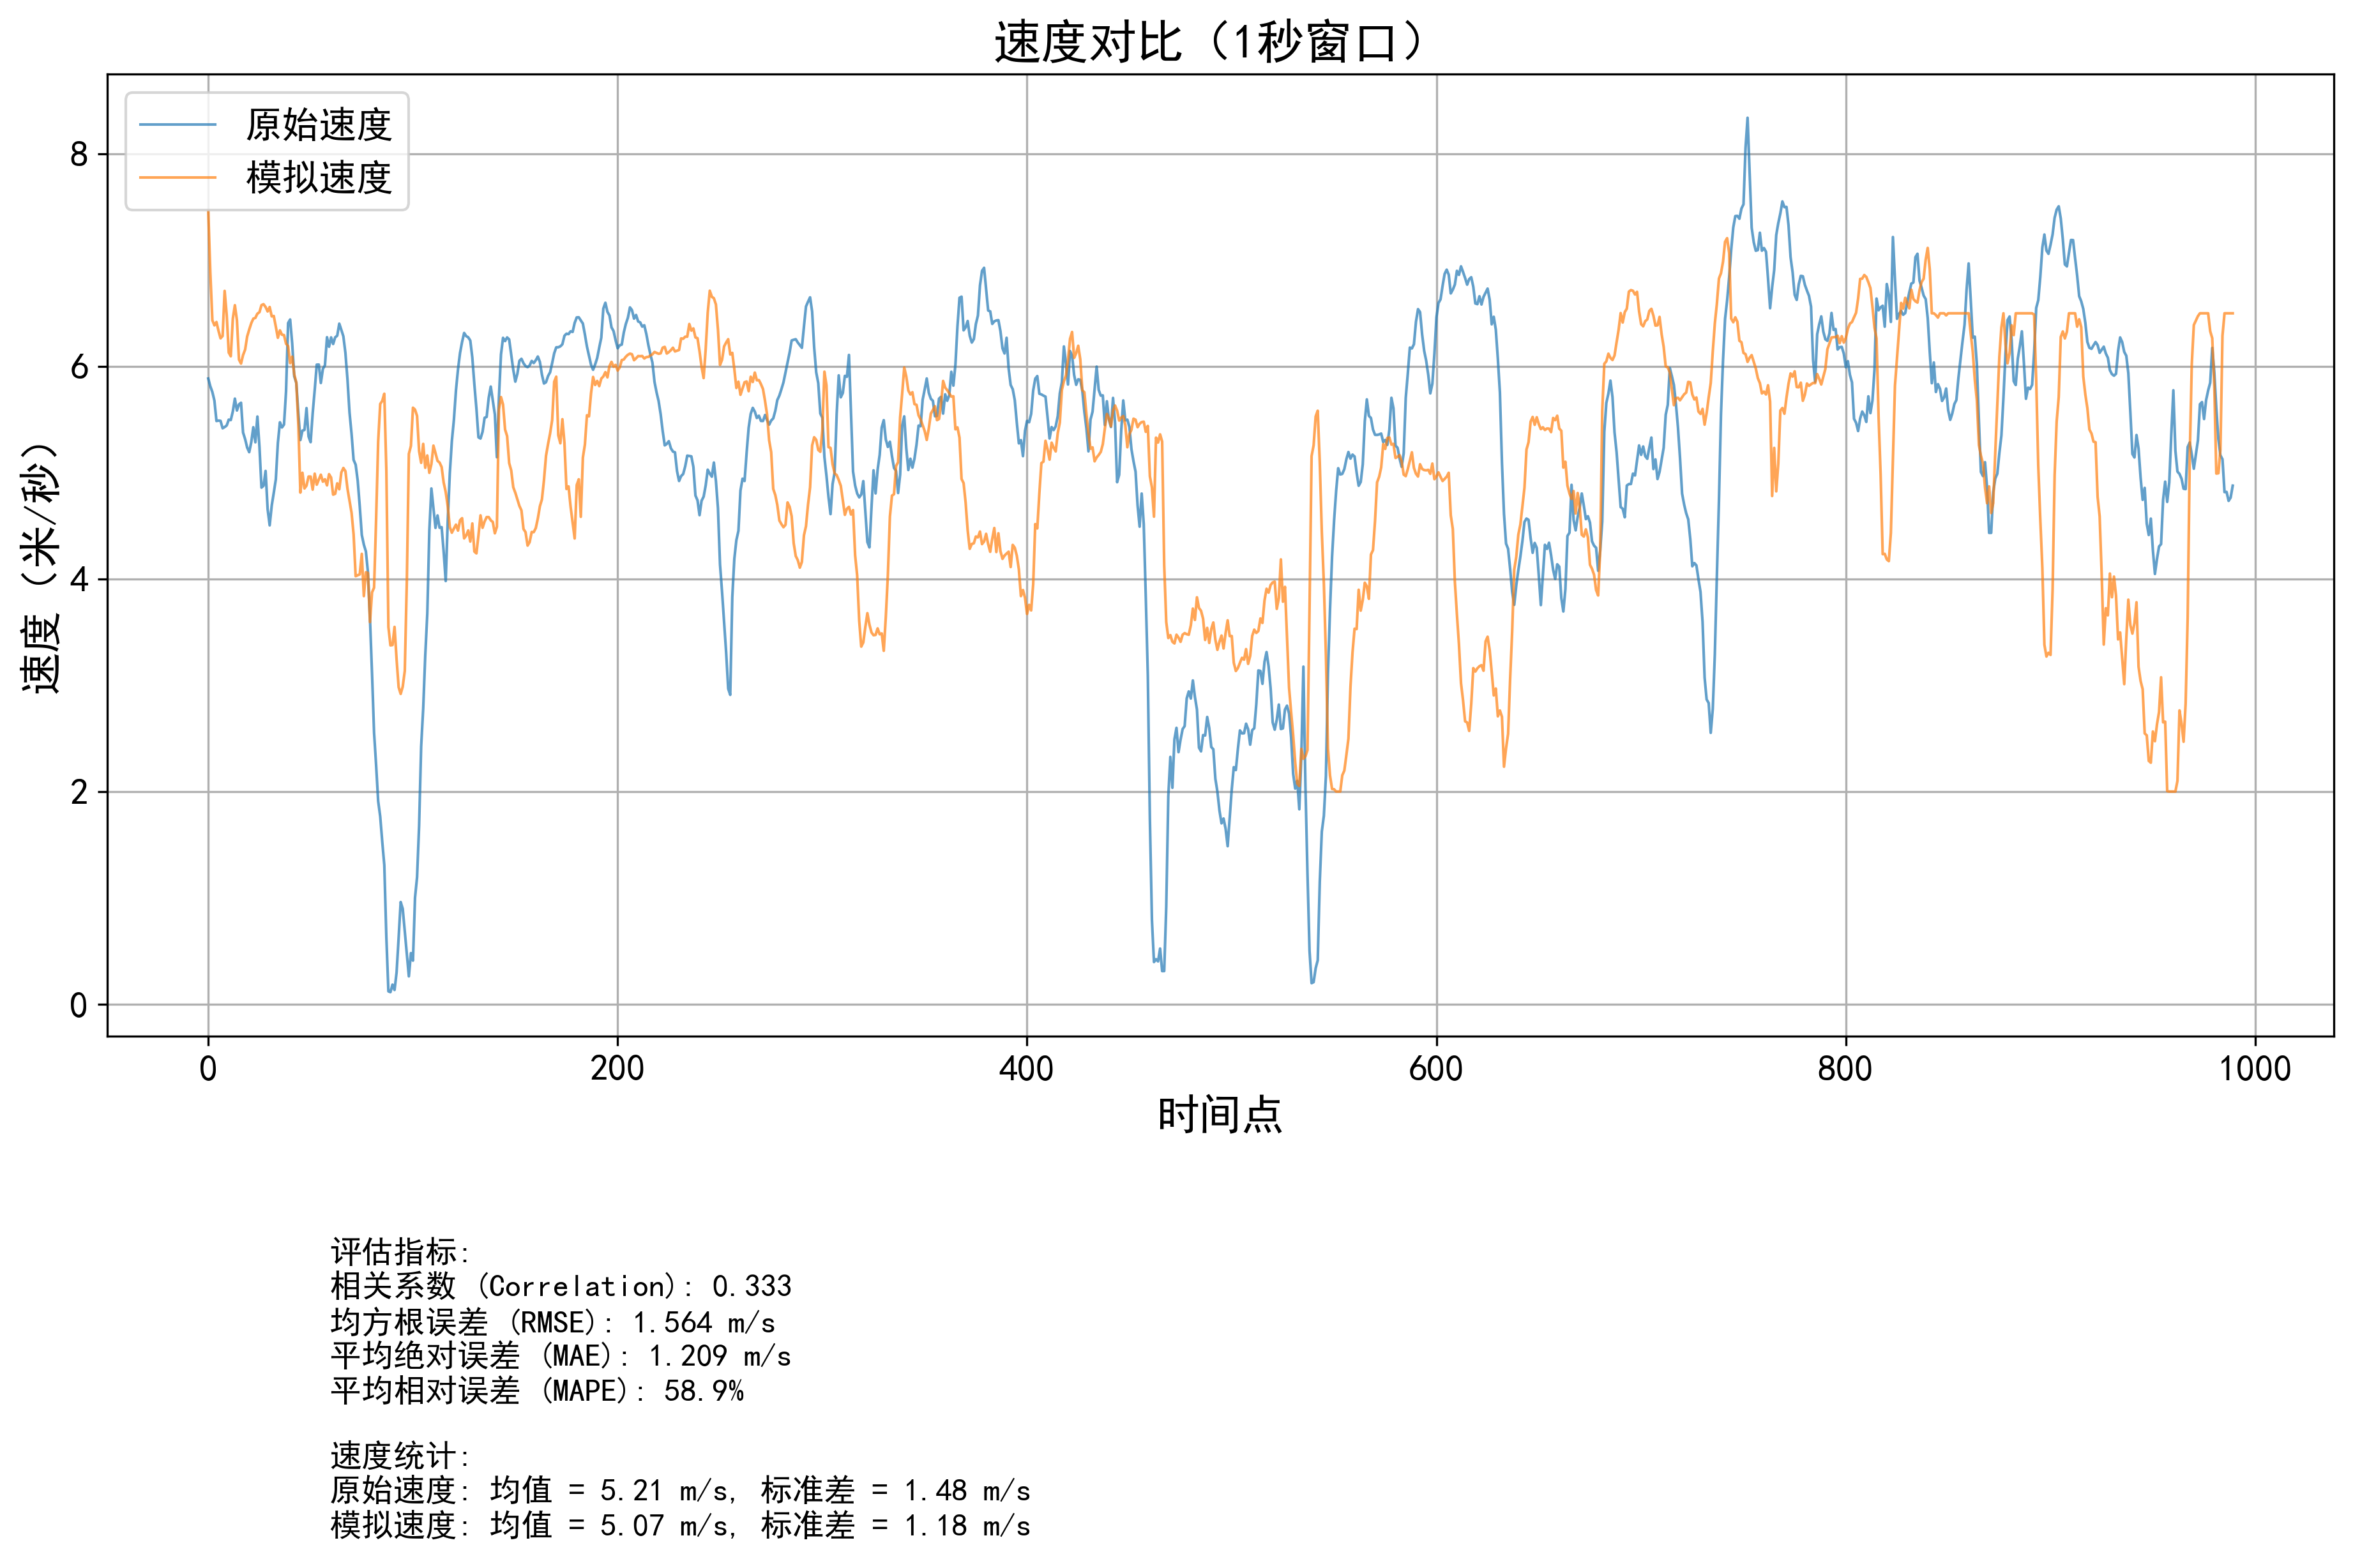 速度对比（1秒窗口）
原始速度
模拟速度
速度（米/秒）
8
6
4
2
0
0 200 400 600 800 1000
时间点
评估指标:
相关系数 (Correlation): 0.333
均方根误差 (RMSE): 1.564 m/s
平均绝对误差 (MAE): 1.209 m/s
平均相对误差 (MAPE): 58.9%
速度统计:
原始速度: 均值 = 5.21 m/s, 标准差 = 1.48 m/s
模拟速度: 均值 = 5.07 m/s, 标准差 = 1.18 m/s